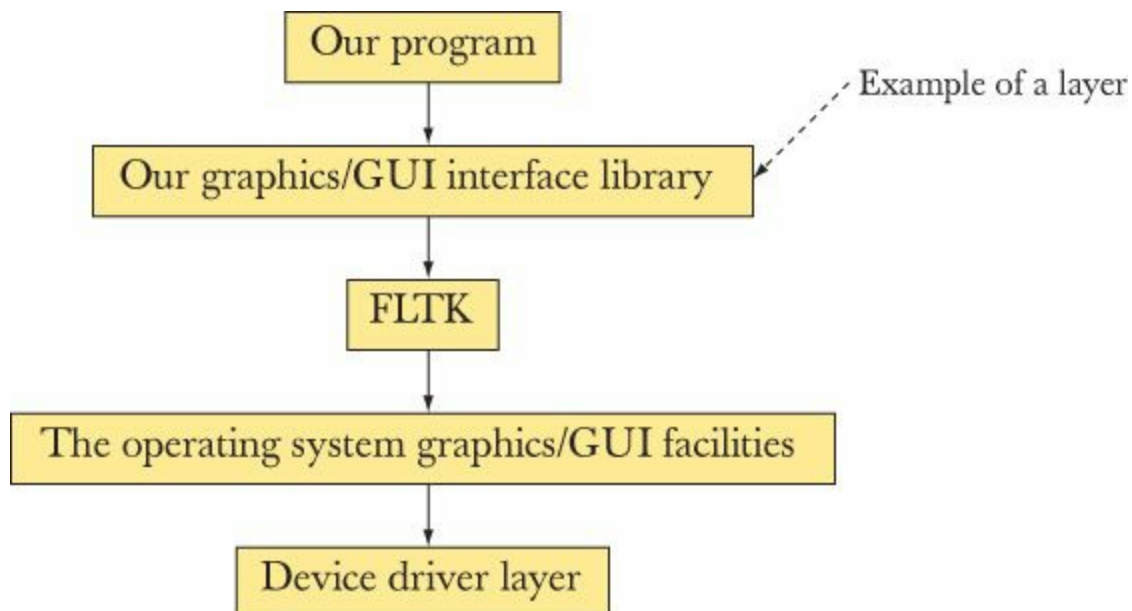 Our program
Example of a layer
Our graphics/GUI interface library
FLTK
The operating system graphics/GUI facilities
Device driver layer